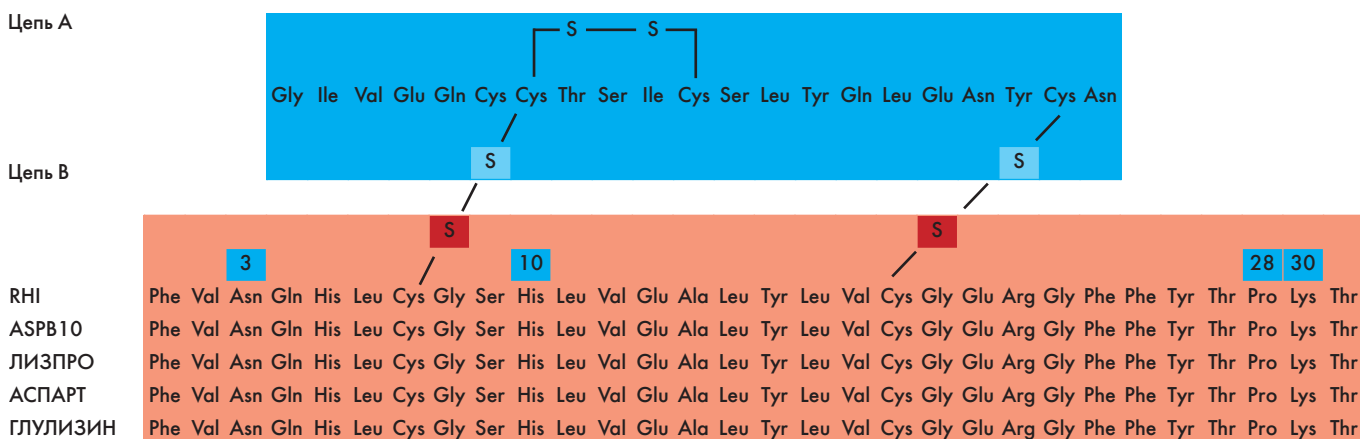 Цепь A
S S
Gly Ile Val Glu Gln Cys Cys Thr Ser Ile Cys Ser Leu Tyr Gln Leu Glu Asn Tyr Cys Asn
S S
Цепь B
S S
3 10 28 30
RHI Phe Val Asn Gln His Leu Cys Gly Ser His Leu Val Glu Ala Leu Tyr Leu Val Cys Gly Glu Arg Gly Phe Phe Tyr Thr Pro Lys Thr
ASPB10 Phe Val Asn Gln His Leu Cys Gly Ser His Leu Val Glu Ala Leu Tyr Leu Val Cys Gly Glu Arg Gly Phe Phe Tyr Thr Pro Lys Thr
ЛИЗПРО Phe Val Asn Gln His Leu Cys Gly Ser His Leu Val Glu Ala Leu Tyr Leu Val Cys Gly Glu Arg Gly Phe Phe Tyr Thr Pro Lys Thr
АСПАРТ Phe Val Asn Gln His Leu Cys Gly Ser His Leu Val Glu Ala Leu Tyr Leu Val Cys Gly Glu Arg Gly Phe Phe Tyr Thr Pro Lys Thr
ГЛУЛИЗИН Phe Val Asn Gln His Leu Cys Gly Ser His Leu Val Glu Ala Leu Tyr Leu Val Cys Gly Glu Arg Gly Phe Phe Tyr Thr Pro Lys Thr